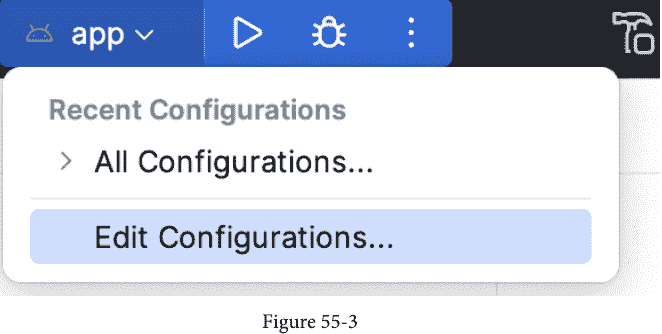 app
Recent Configurations
All Configurations...
Edit Configurations...
Figure 55-3